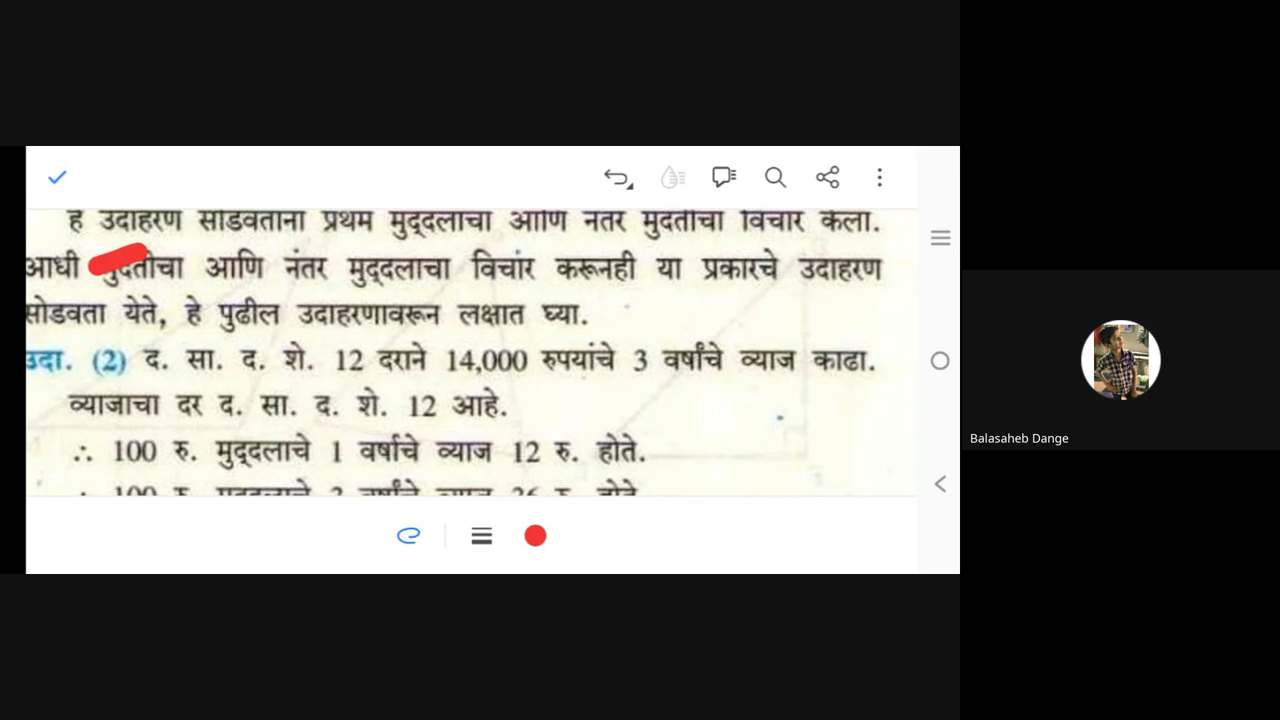 हे उदाहरण सोडवताना प्रथम मुद्‌दलाचा आणि नंतर मुदतीचा विचार केला.
आधी मुदतीचा आणि नंतर मुद्‌दलाचा विचार करूनही या प्रकारचे उदाहरण
सोडवता येते, हे पुढील उदाहरणावरून लक्षात घ्या.
उदा. (2) द. सा. द. शे. 12 दराने 14,000 रुपयांचे 3 वर्षांचे व्याज काढा.
व्याजाचा दर द. सा. द. शे. 12 आहे.
∴ 100 रु. मुद्‌दलाचे 1 वर्षाचे व्याज 12 रु. होते.
Balasaheb Dange